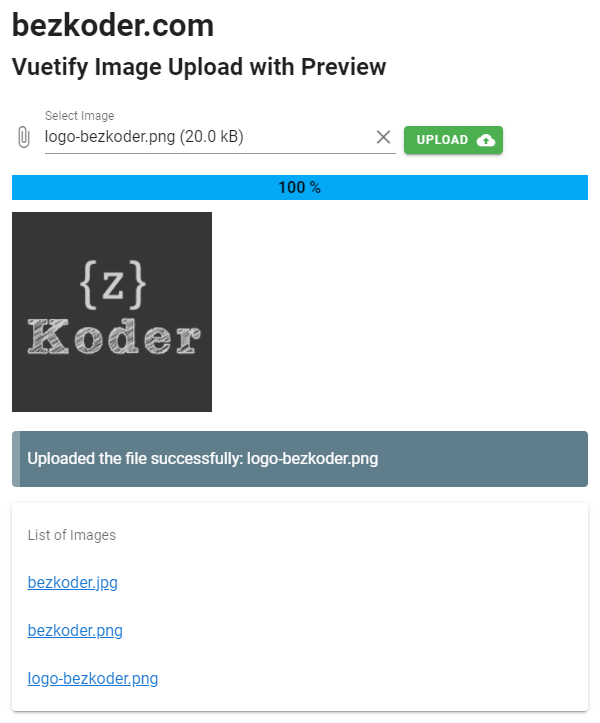 bezkoder.com
Vuetify Image Upload with Preview
Select Image
logo-bezkoder.png (20.0 kB)
UPLOAD
100 %
{z}
Koder
Uploaded the file successfully: logo-bezkoder.png
List of Images
bezkoder.jpg
bezkoder.png
logo-bezkoder.png